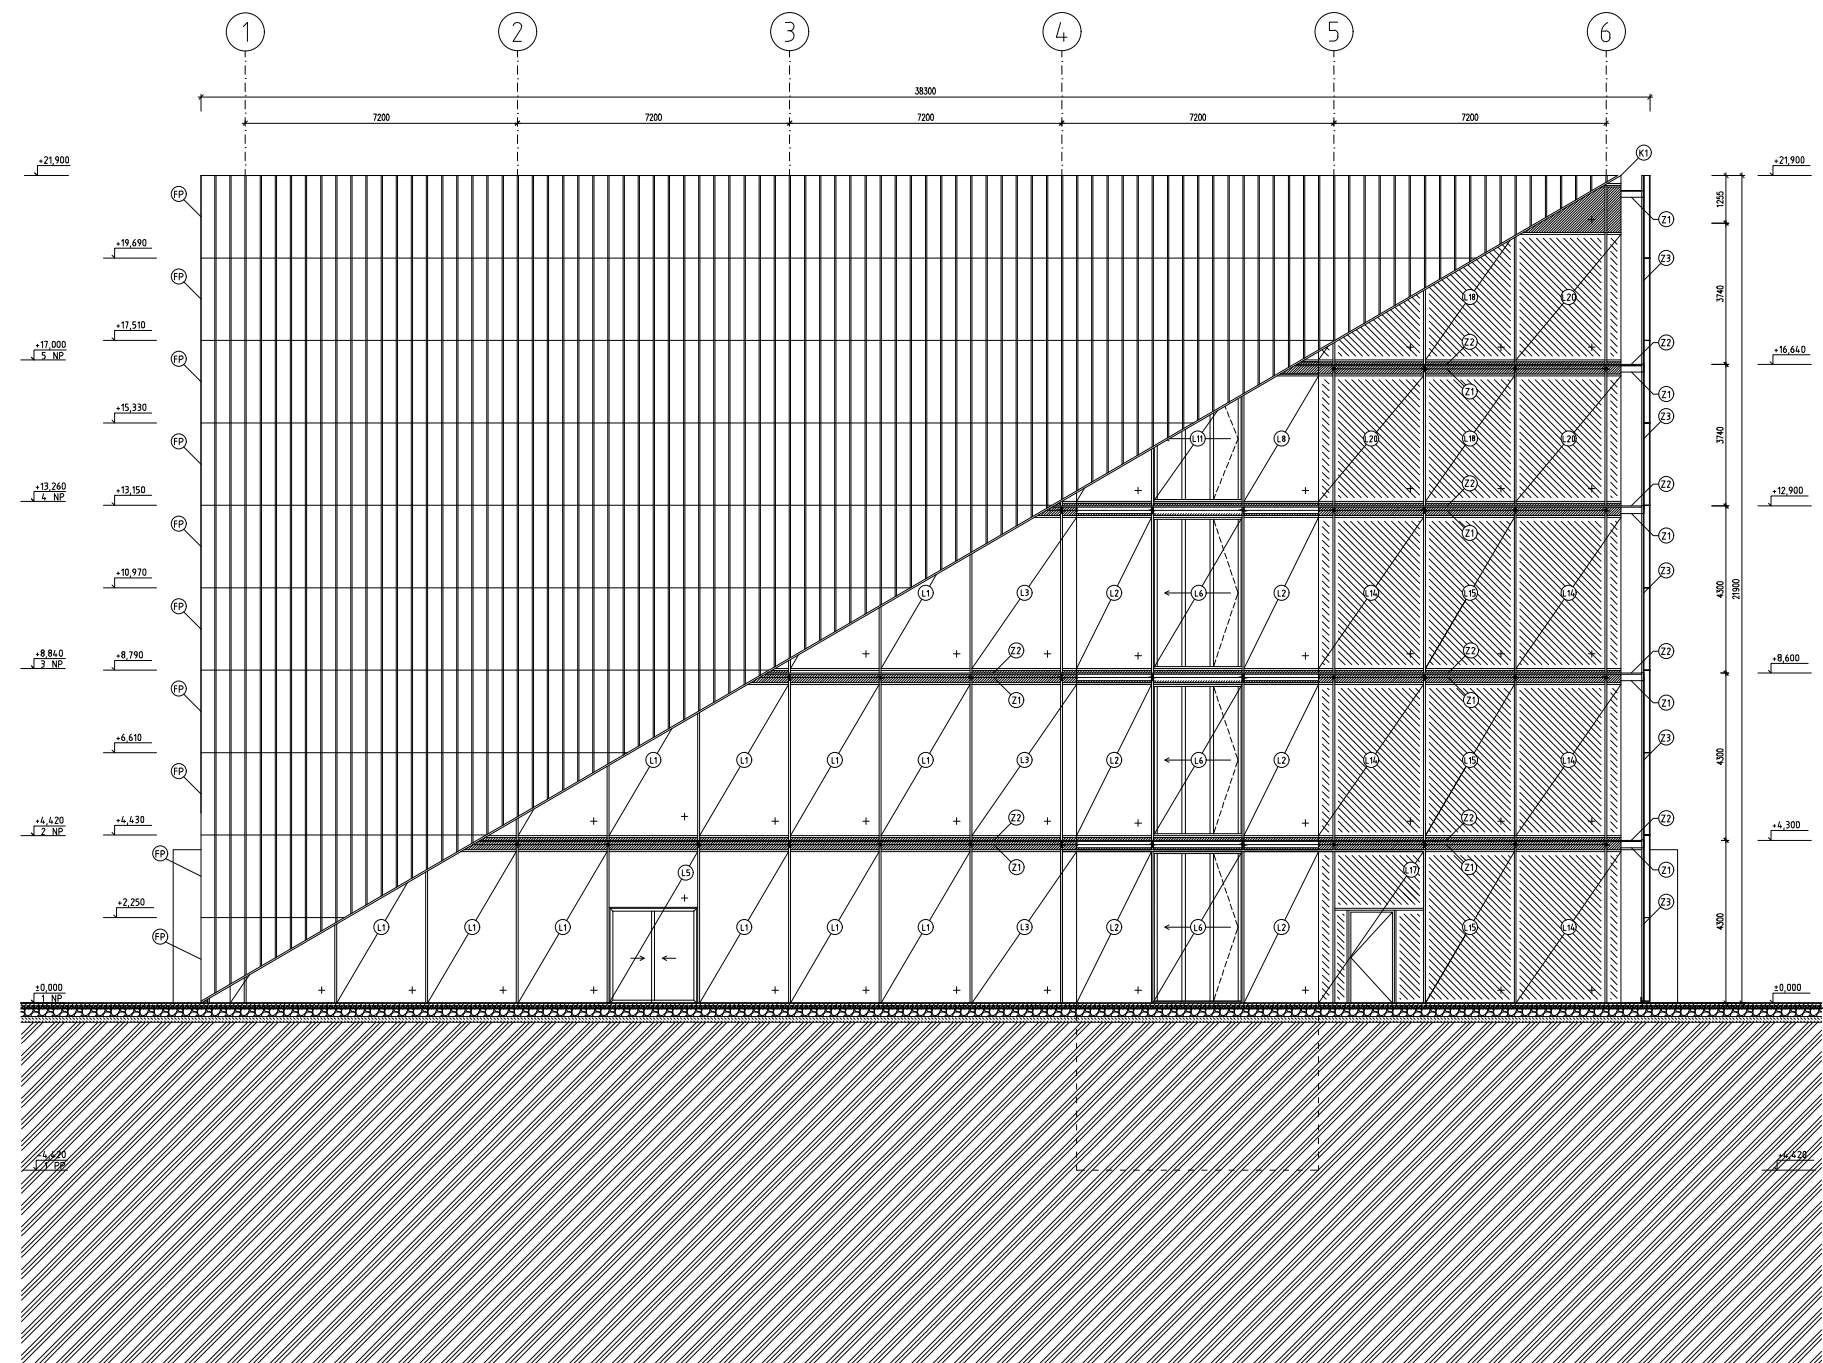 1 2 3 4 5 6
38300
7200 7200 7200 7200 7200
K1
+21,900 +21,900
FP 1255 Z1
+19,690 Z3
FP L18 L20 3740
+17,510
+17,000 Z2 Z2 +16,640
5 NP
FP Z1 Z1
+15,330 Z3
FP L11 L8 L20 L18 L20 3740
+13,260 +13,150 Z2 Z2 +12,900
4 NP
FP Z1 Z1
+10,970 Z3
FP L1 L3 L2 L6 L2 L14 L15 L14 4300 21900
+8,840 +8,790 Z2 Z2 Z2 +8,600
3 NP
FP Z1 Z1 Z1
+6,610 Z3
FP L1 L1 L1 L1 L3 L2 L6 L2 L14 L15 L14 4300
+4,420 +4,430 Z2 Z2 Z2 +4,300
2 NP
FP L5 Z1 L17 Z1 Z1
+2,250 Z3
FP L1 L1 L1 L1 L1 L1 L3 L2 L6 L2 L15 L14 4300
±0,000 ±0,000
1 NP
-4,420 +4,420
1 PP